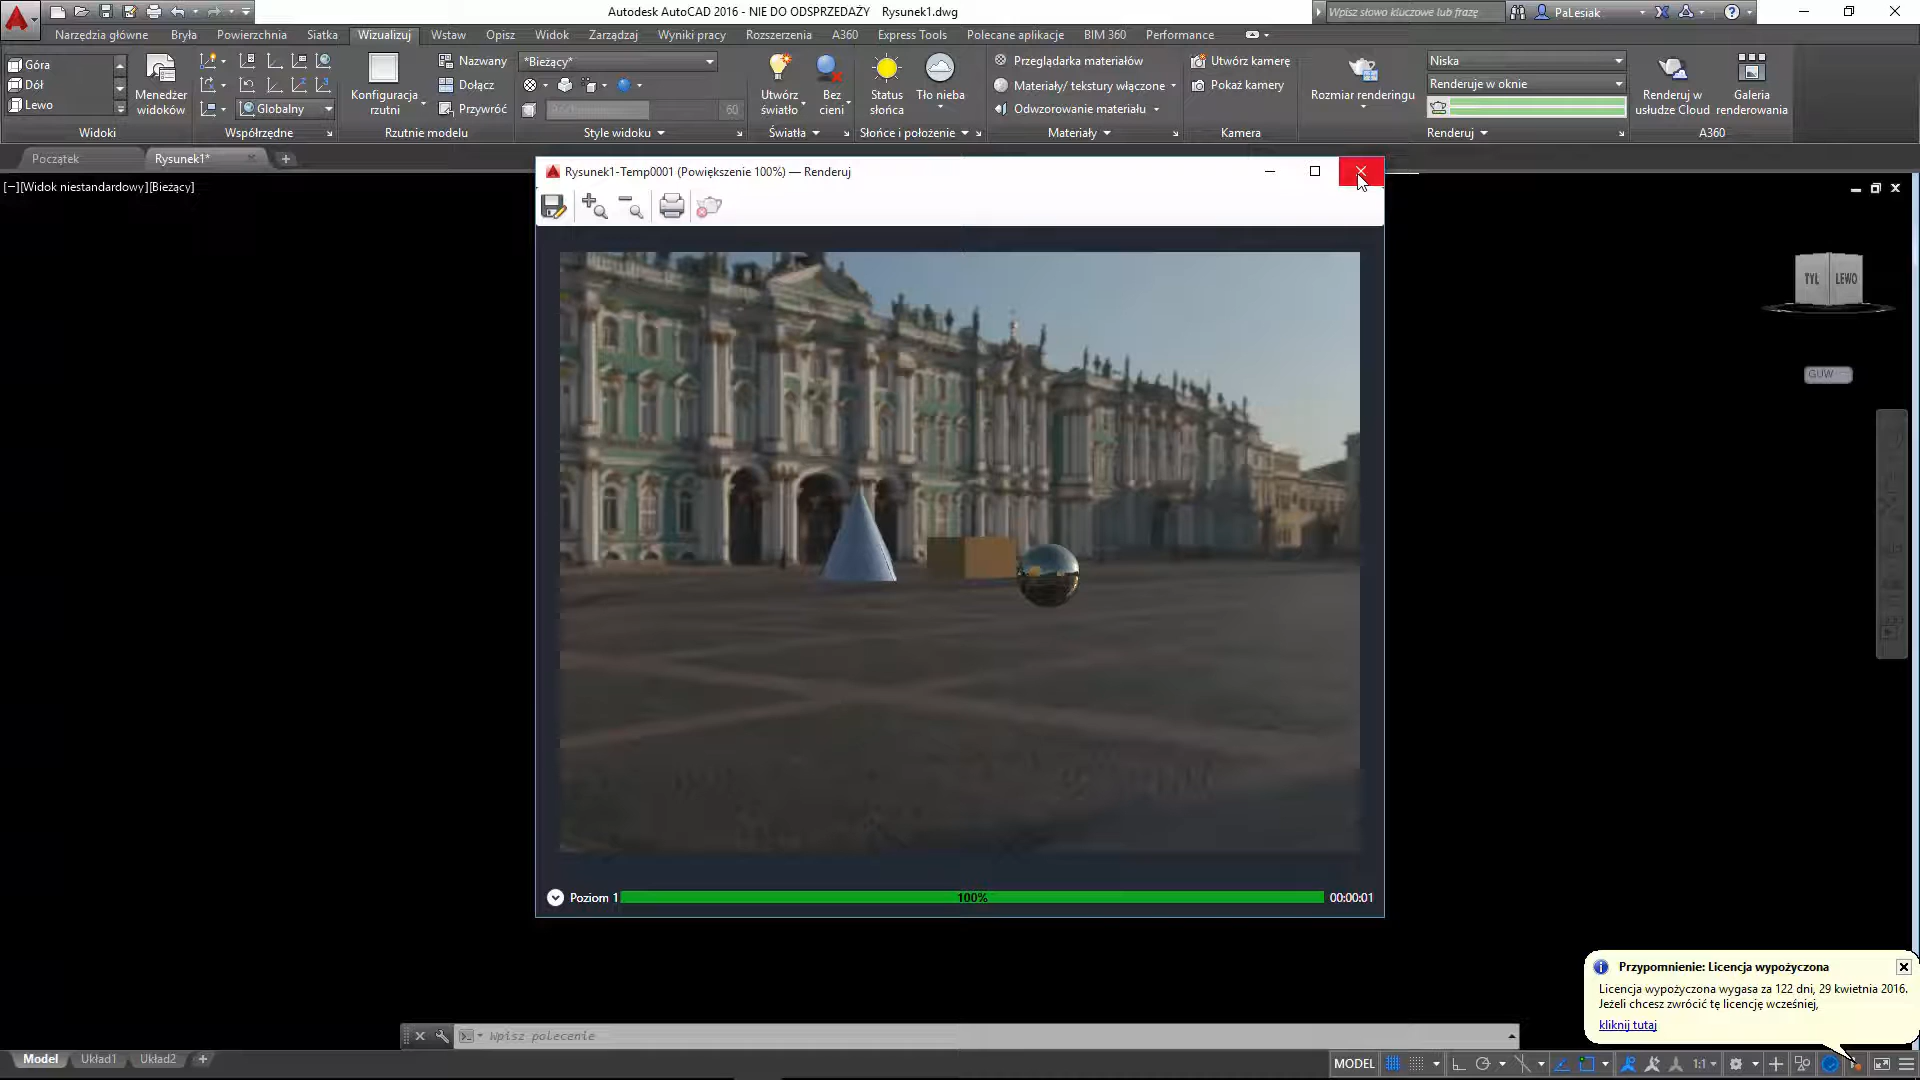 Autodesk AutoCAD 2016 - NIE DO ODSPRZEDAŻY Rysunek1.dwg
Wpisz słowo kluczowe lub frazę
PaLesiak
Narzędzia główne Bryła Powierzchnia Siatka Wizualizuj Wstaw Opisz Widok Zarządzaj Wyniki pracy Rozszerzenia A360 Express Tools Polecane aplikacje BIM 360 Performance
Góra
Dół
Lewo
Menedżer
widoków
Globalny
Konfiguracja
rzutni
Nazwany
Dołącz
Przywróć
*Bieżący*
60
Utwórz
światło
Bez
cieni
Status
słońca
Tło nieba
Przeglądarka materiałów
Materiały/ tekstury włączone
Odwzorowanie materiału
Utwórz kamerę
Pokaż kamery
Rozmiar renderingu
Niska
Renderuje w oknie
Renderuj w
usłudze Cloud
Galeria
renderowania
Widoki Współrzędne Rzutnie modelu Style widoku Światła Słońce i położenie Materiały Kamera Renderuj A360
Początek Rysunek1*
[−][Widok niestandardowy][Bieżący]
Rysunek1-Temp0001 (Powiększenie 100%) — Renderuj
TYŁ LEWO
GUW
Poziom 1 100% 00:00:01
Przypomnienie: Licencja wypożyczona
Licencja wypożyczona wygasa za 122 dni, 29 kwietnia 2016.
Jeżeli chcesz zwrócić tę licencję wcześniej,
kliknij tutaj
Wpisz polecenie
Model Układ1 Układ2
MODEL 1:1